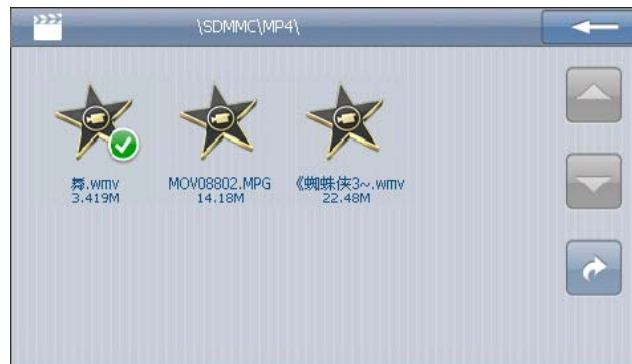 \SDMMC\MP4\
舞.wmv
3.419M
MOV08802.MPG
14.18M
《蜘蛛侠3~.wmv
22.48M